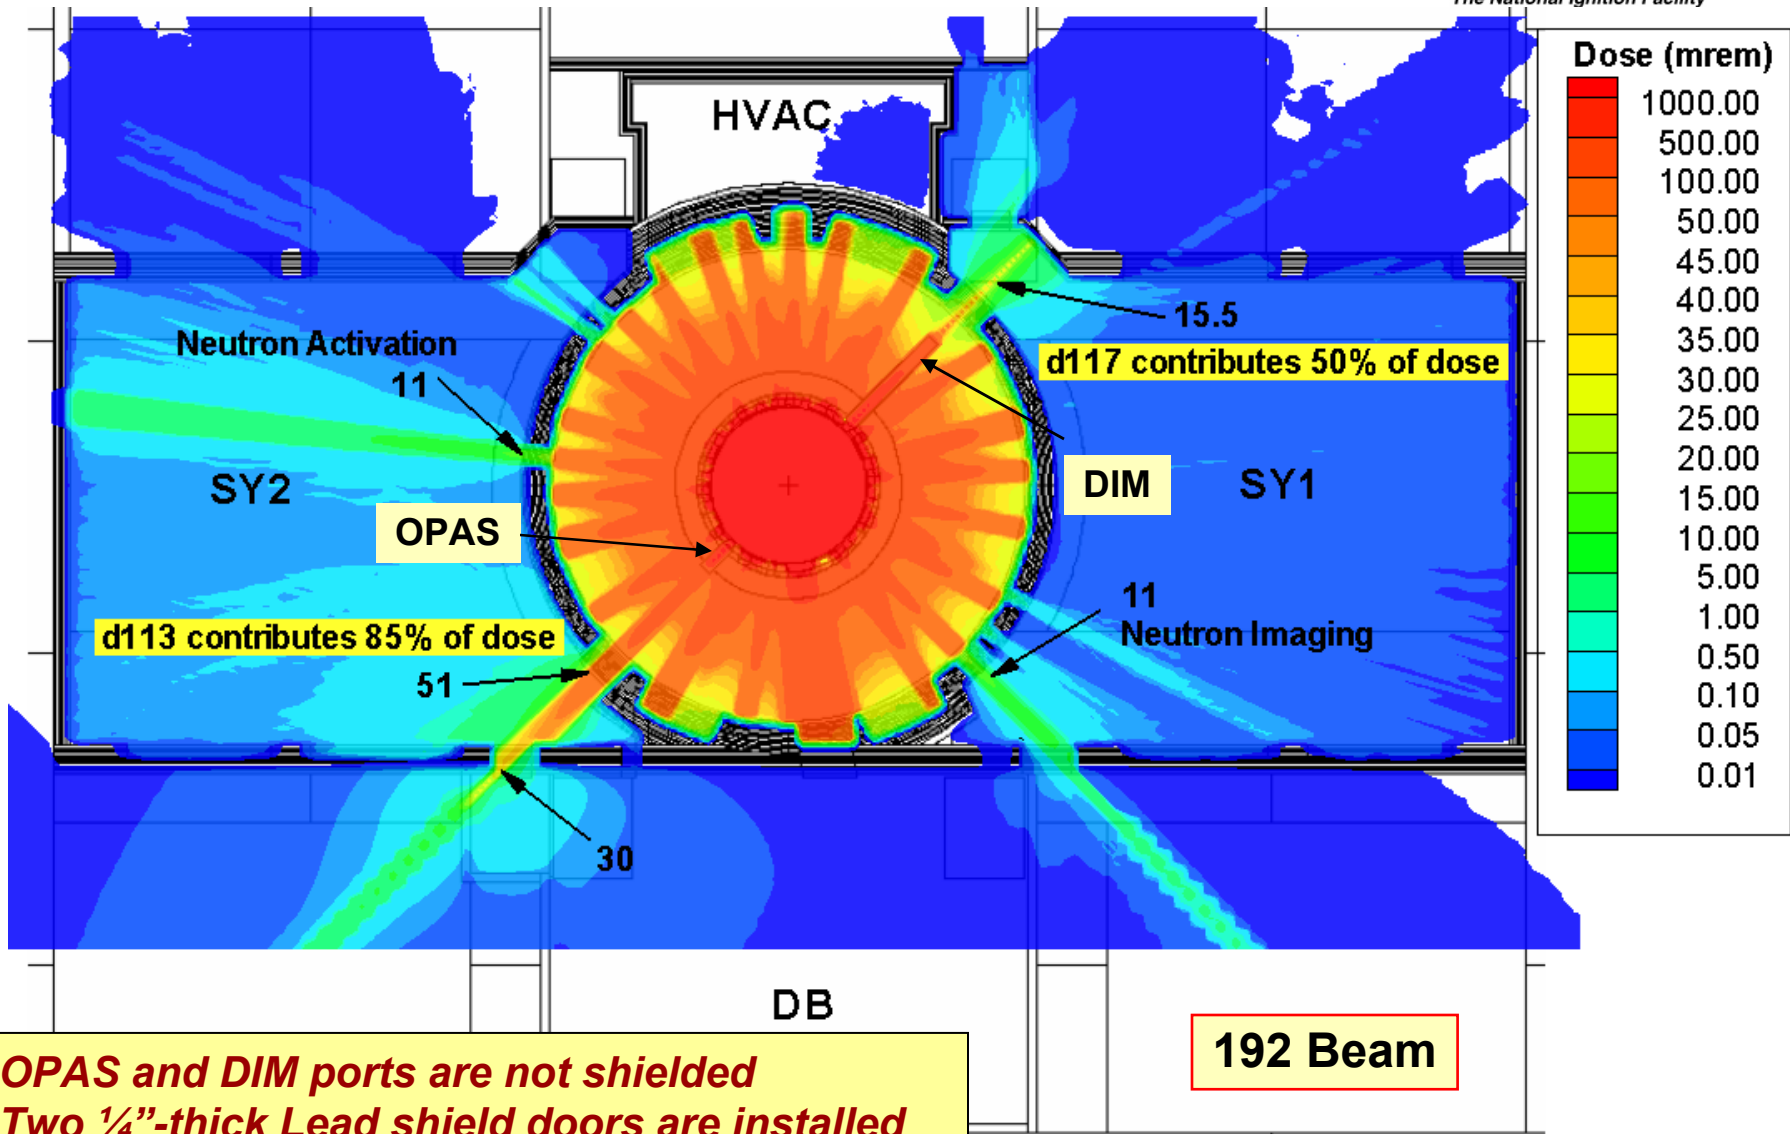 The National Ignition Facility
Dose (mrem)
1000.00
500.00
100.00
50.00
45.00
40.00
35.00
30.00
25.00
20.00
15.00
10.00
5.00
1.00
0.50
0.10
0.05
0.01
HVAC
15.5
d117 contributes 50% of dose
Neutron Activation
11
DIM
SY1
SY2
OPAS
11
Neutron Imaging
d113 contributes 85% of dose
51
30
DB
192 Beam
OPAS and DIM ports are not shielded
Two ¼”-thick Lead shield doors are installed